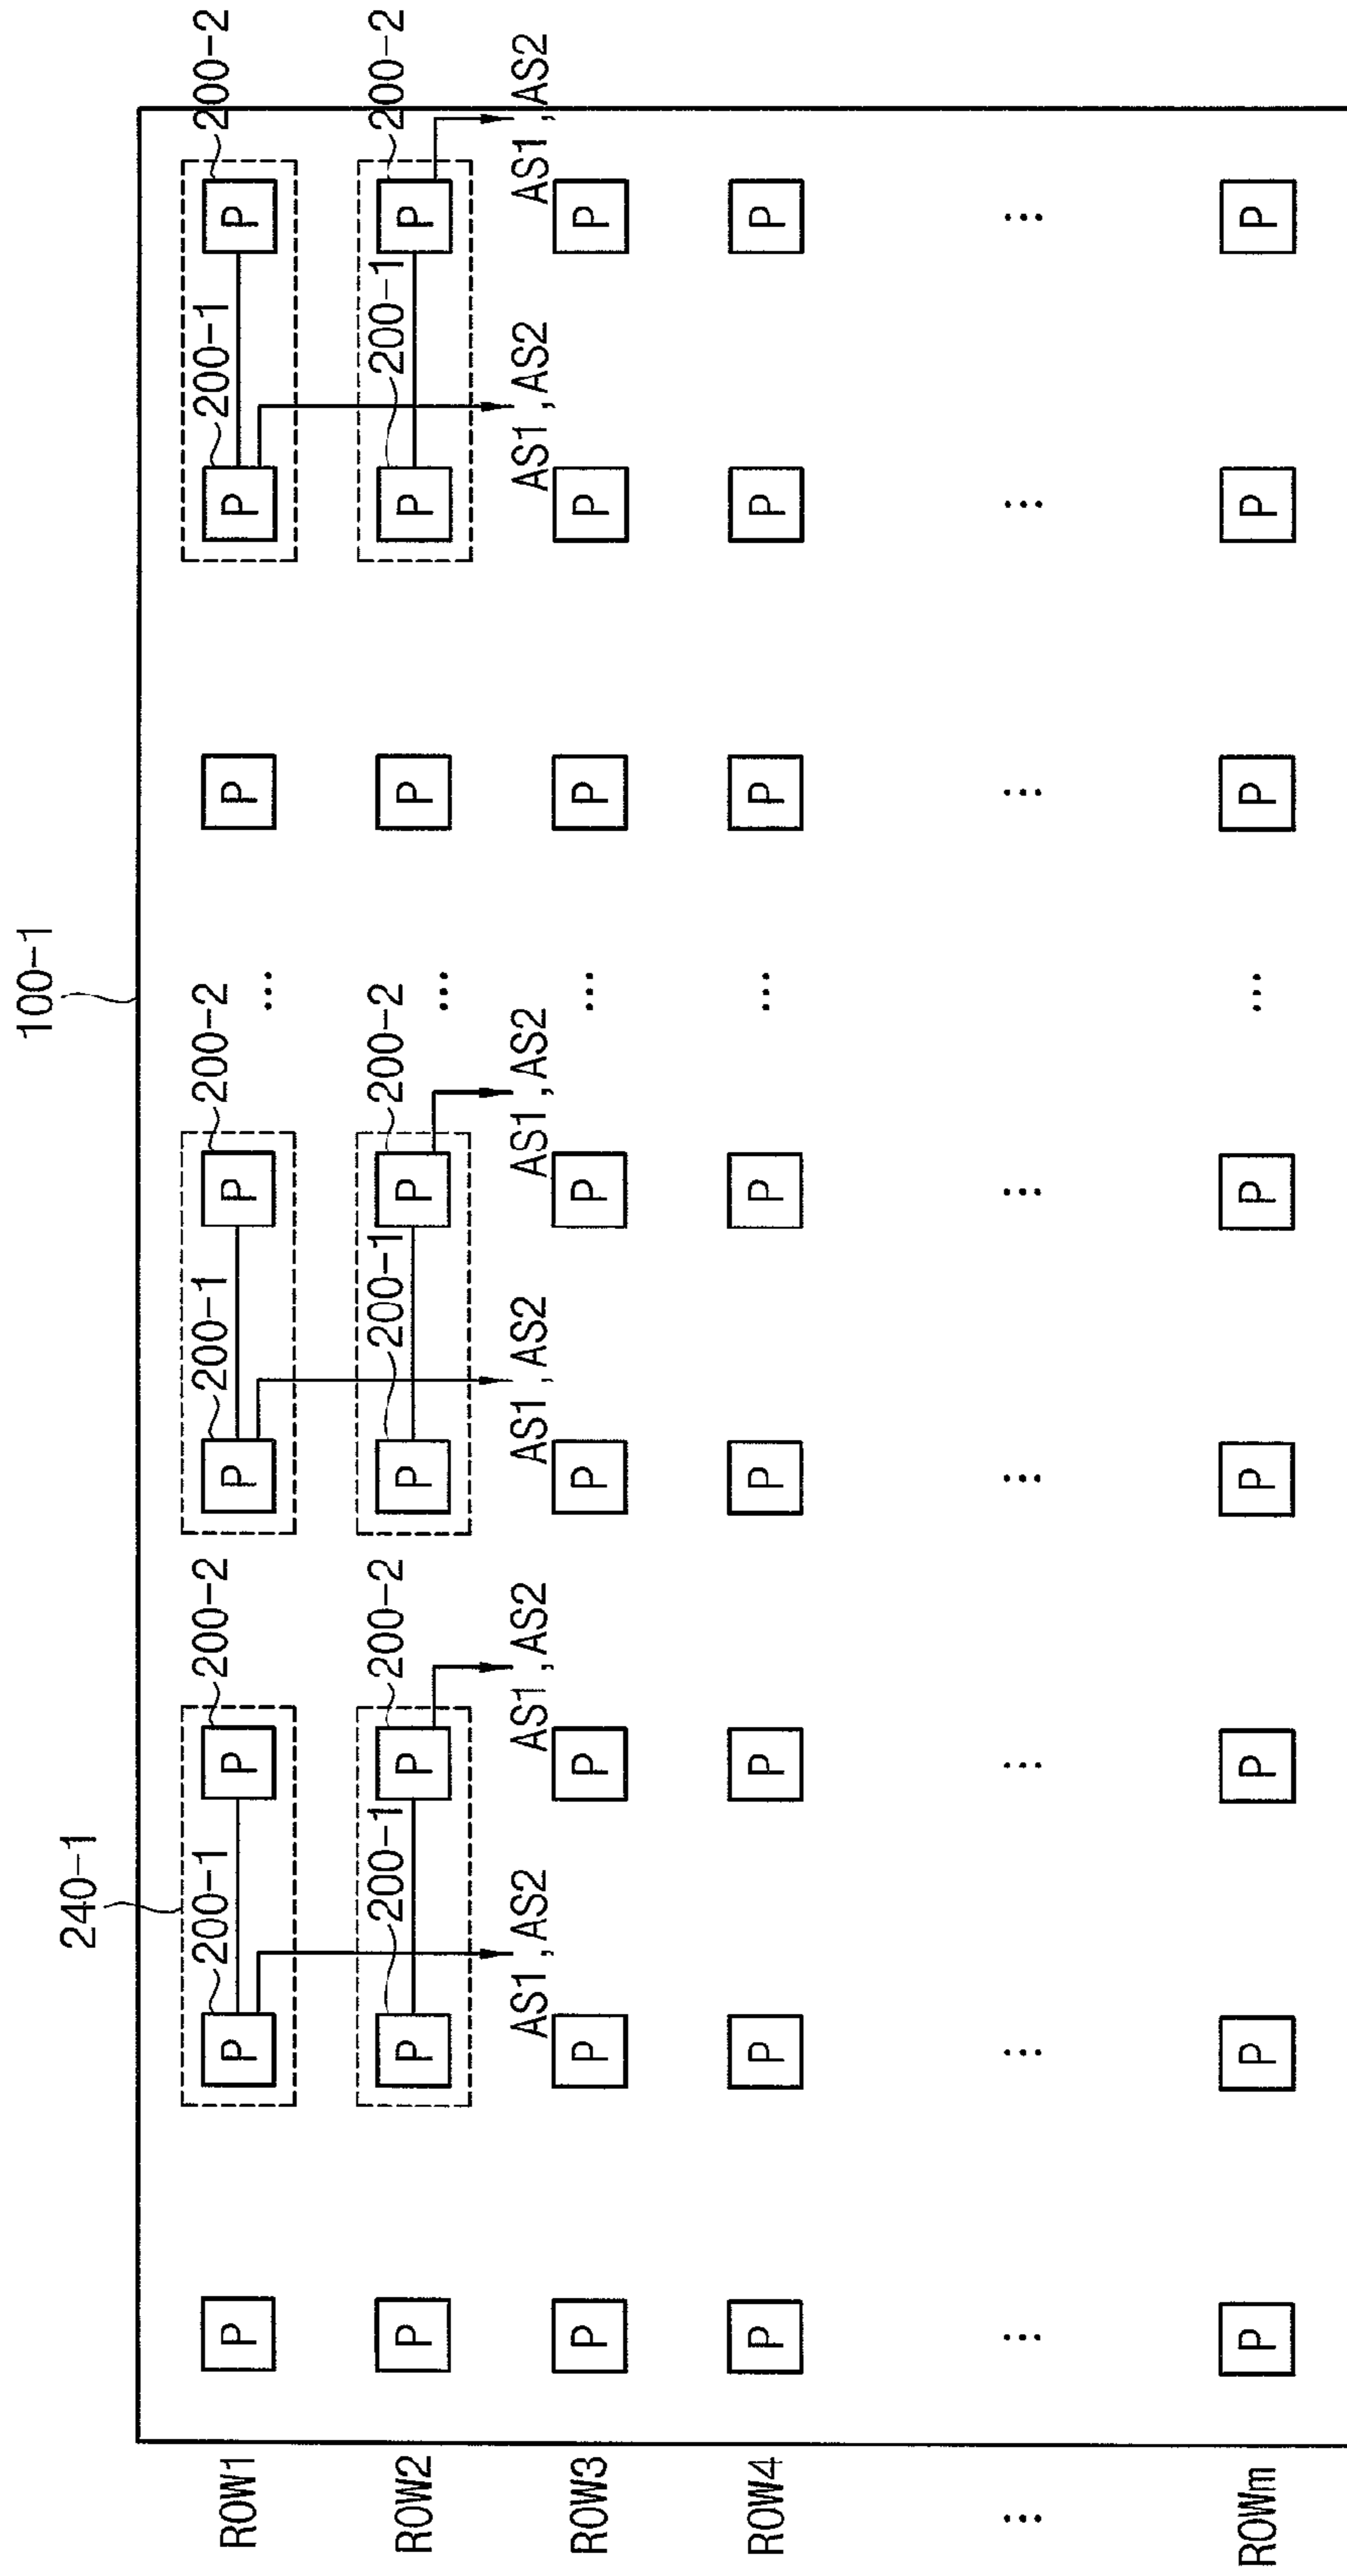 100-1
240-1
200-1 200-2 200-1 200-2 200-1 200-2
ROW1 P P P P P ... P P P
200-1 200-2 200-1 200-2 200-1 200-2
ROW2 P P P P P ... P P P
AS1,AS2 AS1,AS2 AS1,AS2 AS1,AS2 AS1,AS2 AS1,AS2
ROW3 P P P P P ... P P P
ROW4 P P P P P ... P P P
... ... ... ... ... ... ... ... ...
ROWm P P P P P ... P P P